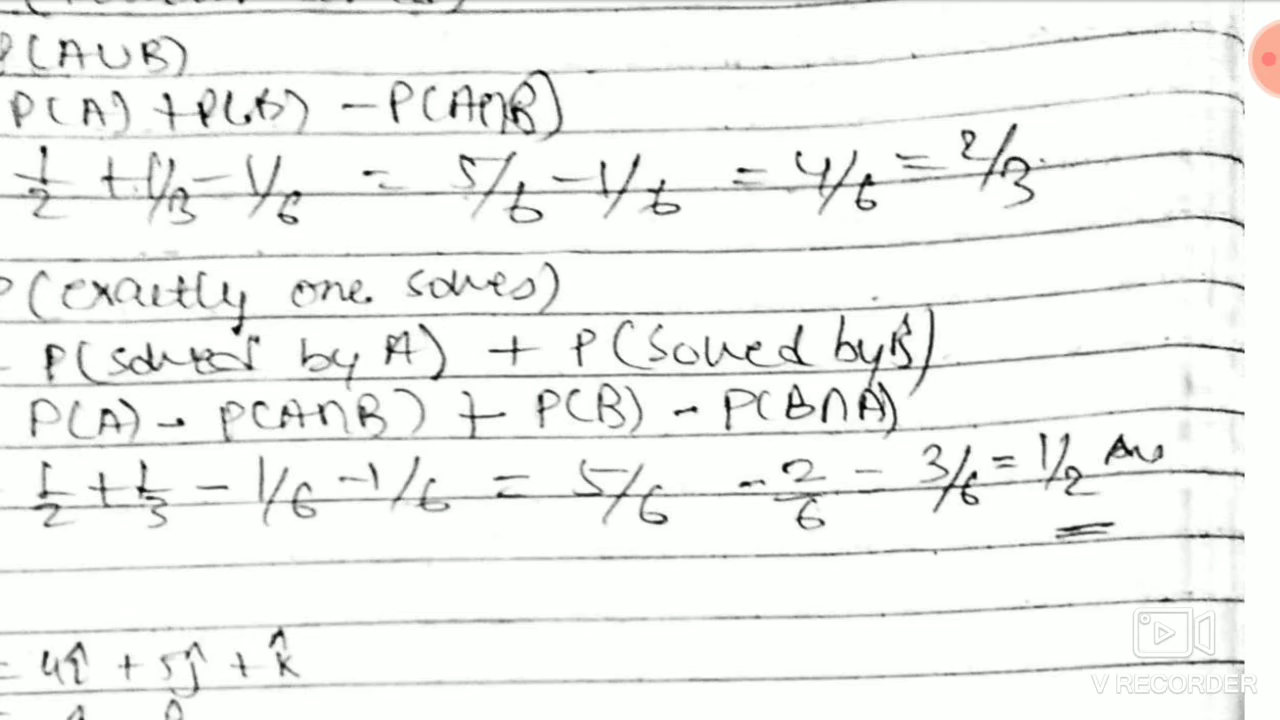 P(AUB)
P(A) + P(B) - P(A∩B)
1/2 + 1/3 - 1/6 = 5/6 - 1/6 = 4/6 = 2/3.
P(exactly one solves)
- P(solved by A) + P(Solved by B)
P(A) - P(A∩B) + P(B) - P(B∩A)
1/2 + 1/3 - 1/6 - 1/6 = 5/6 - 2/6 = 3/6 = 1/2 Ans
= 4î + 5ĵ + k̂
V RECORDER